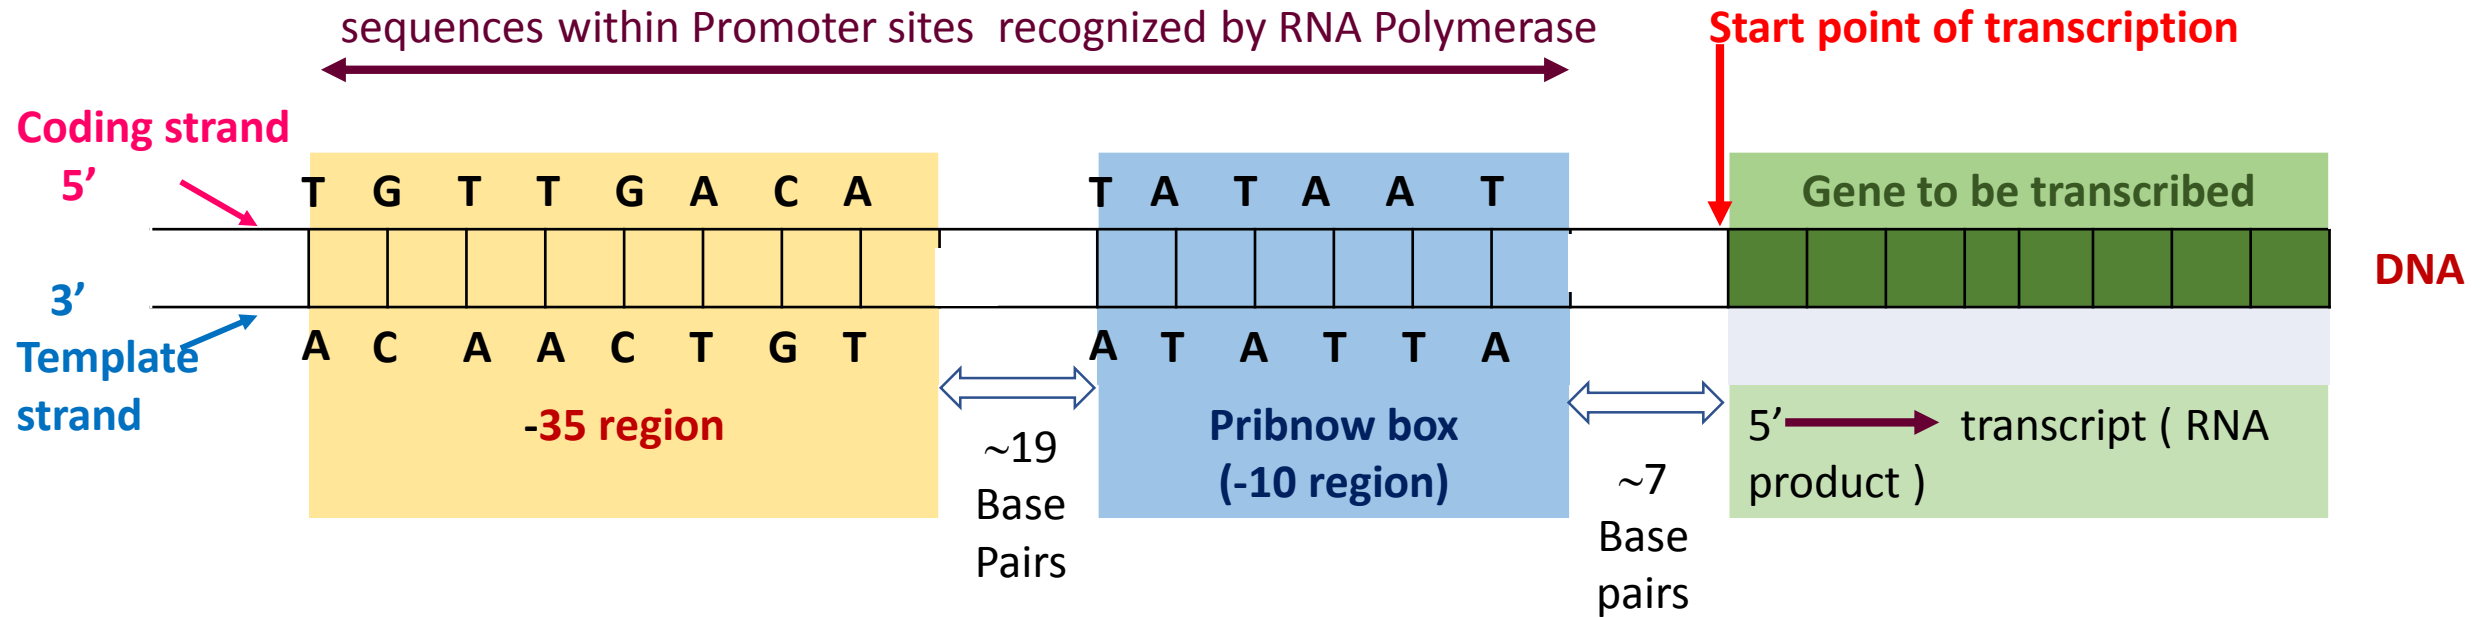 sequences within Promoter sites recognized by RNA Polymerase
Start point of transcription
Coding strand
5’
T G T T G A C A
T A T A A T
Gene to be transcribed
DNA
3’
Template
strand
A C A A C T G T
A T A T T A
-35 region
~19
Base
Pairs
Pribnow box
(-10 region)
~7
Base
pairs
5’ transcript ( RNA
product )